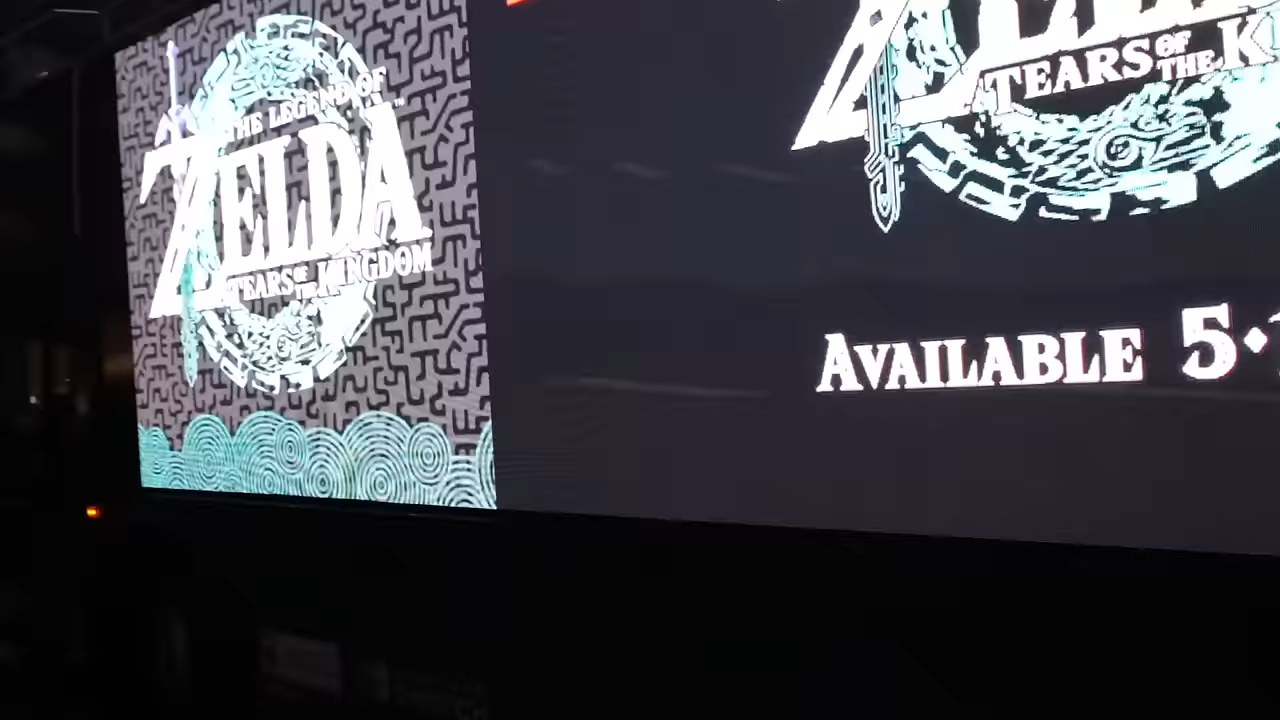 THE LEGEND OF
ZELDA
TEARS OF THE KINGDOM
TEARS OF THE K
AVAILABLE 5